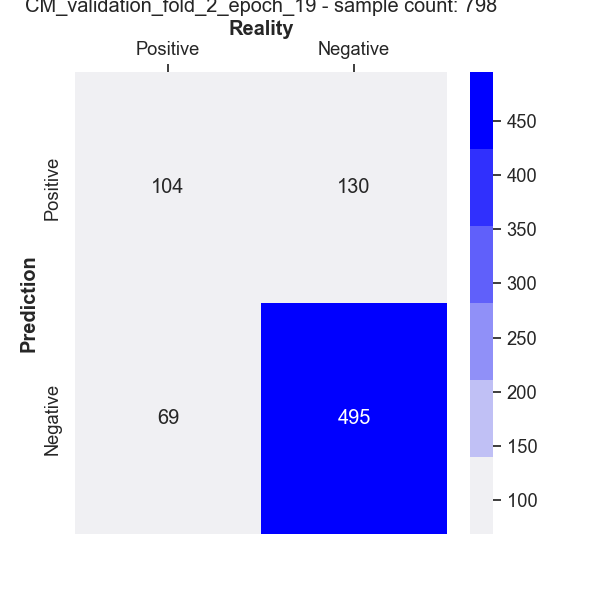 CM_validation_fold_2_epoch_19 - sample count: 798
Reality
Positive Negative
Prediction
Positive
104 130
Negative
69 495
450
400
350
300
250
200
150
100